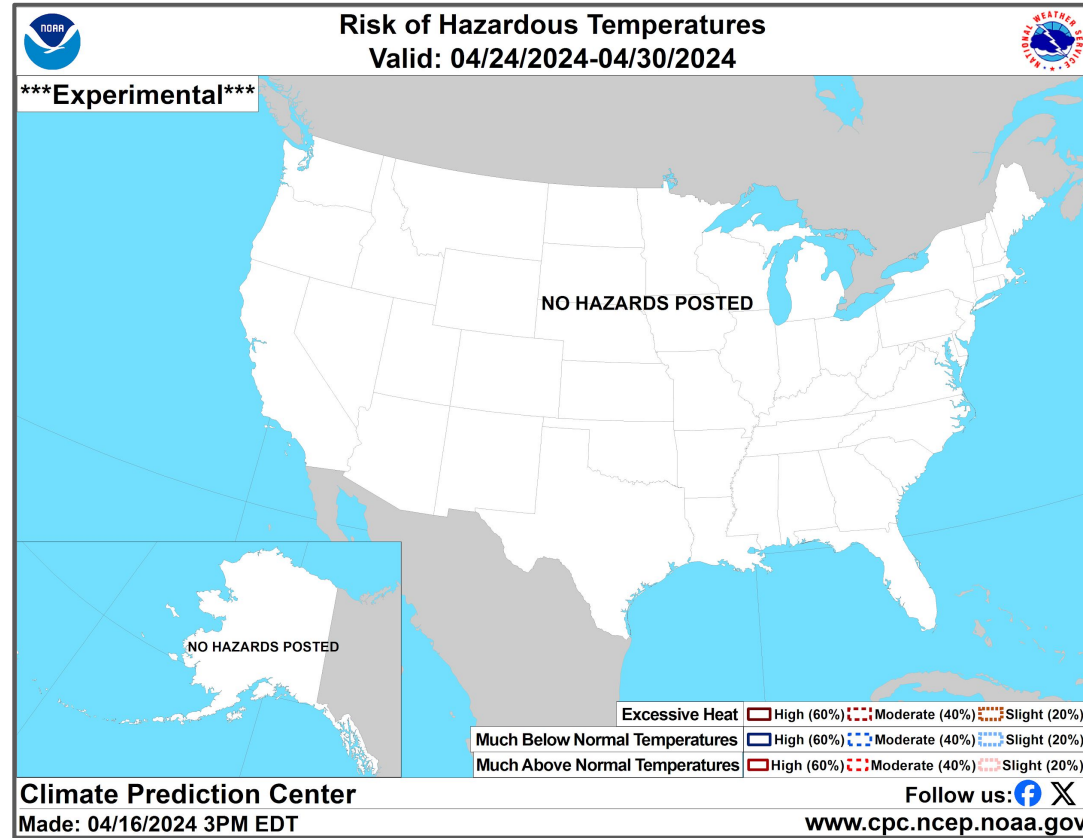 NOAA
Risk of Hazardous Temperatures
Valid: 04/24/2024-04/30/2024
NATIONAL WEATHER SERVICE
***Experimental***
NO HAZARDS POSTED
NO HAZARDS POSTED
Excessive Heat High (60%) Moderate (40%) Slight (20%)
Much Below Normal Temperatures High (60%) Moderate (40%) Slight (20%)
Much Above Normal Temperatures High (60%) Moderate (40%) Slight (20%)
Climate Prediction Center
Follow us:
Made: 04/16/2024 3PM EDT
www.cpc.ncep.noaa.gov